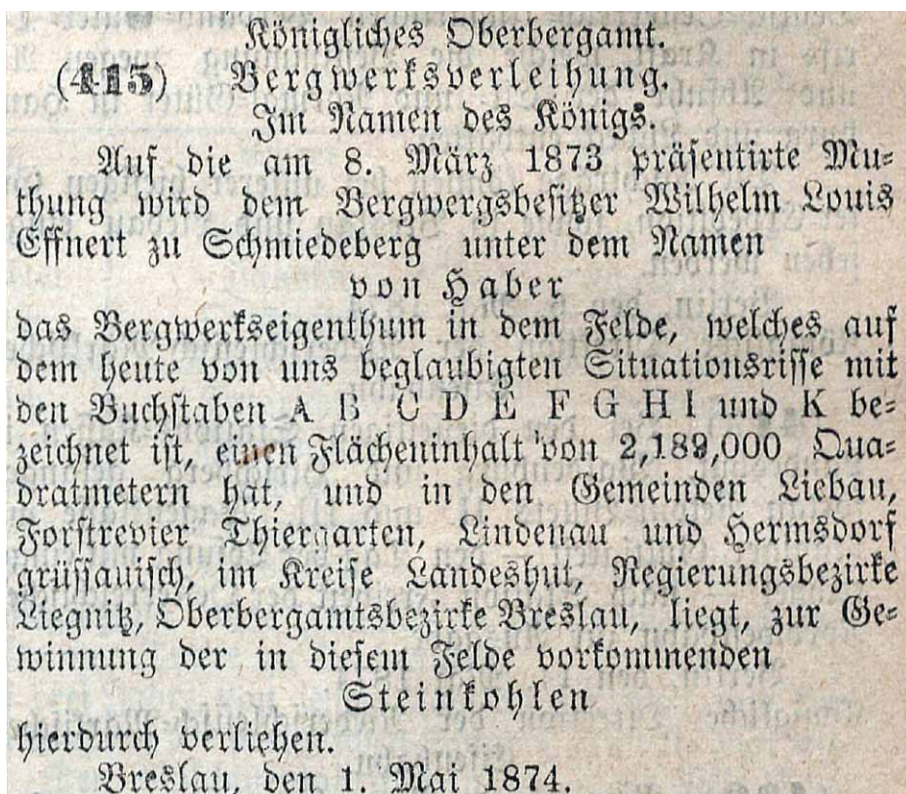 Königliches Oberbergamt.
(415) Bergwerksverleihung.
Im Namen des Königs.
Auf die am 8. März 1873 präsentirte Mu-
thung wird dem Bergwergsbesitzer Wilhelm Louis
Effnert zu Schmiedeberg unter dem Namen
von Haber
das Bergwerkseigenthum in dem Felde, welches auf
dem heute von uns beglaubigten Situationsrisse mit
den Buchstaben A B C D E F G H I und K be-
zeichnet ist, einen Flächeninhalt von 2,189,000 Qua-
dratmetern hat, und in den Gemeinden Liebau,
Forstrevier Thiergarten, Lindenau und Hermsdorf
grüssauisch, im Kreise Landeshut, Regierungsbezirke
Liegnitz, Oberbergamtsbezirke Breslau, liegt, zur Ge-
winnung der in diesem Felde vorkommenden
Steinkohlen
hierdurch verliehen.
Breslau, den 1. Mai 1874.